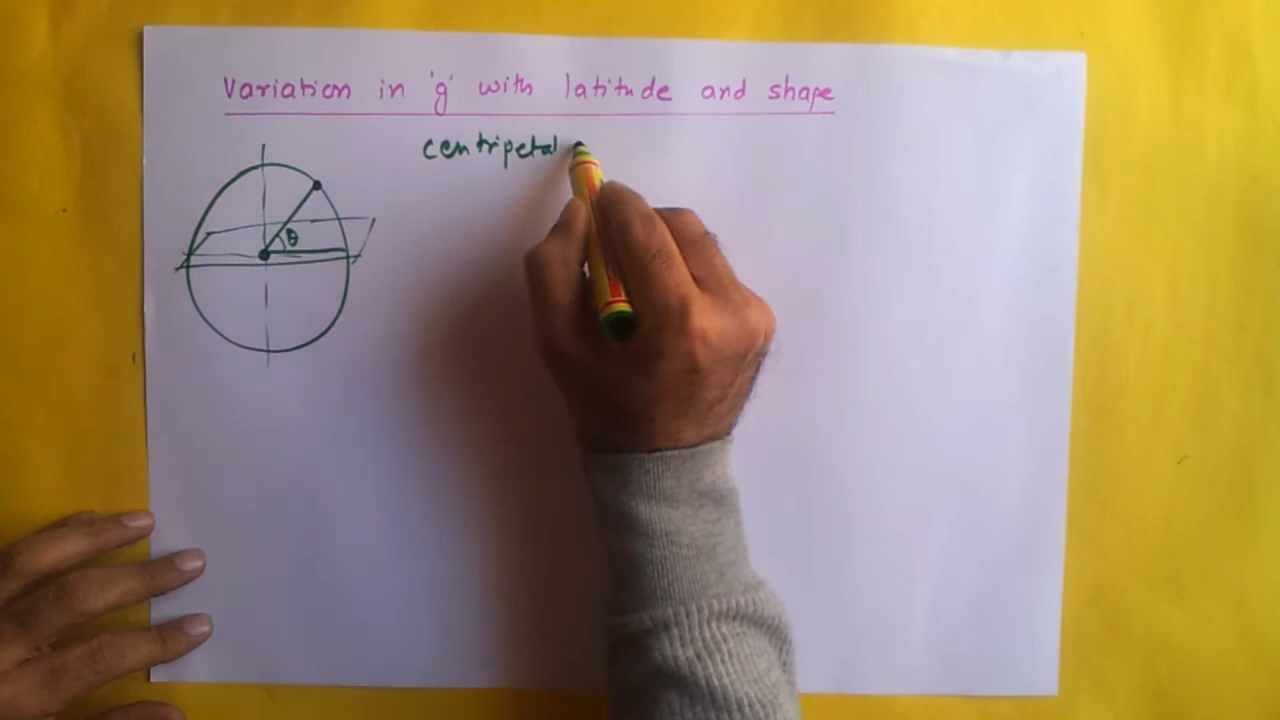 Variation in 'g' with latitude and shape
centripetal
θ